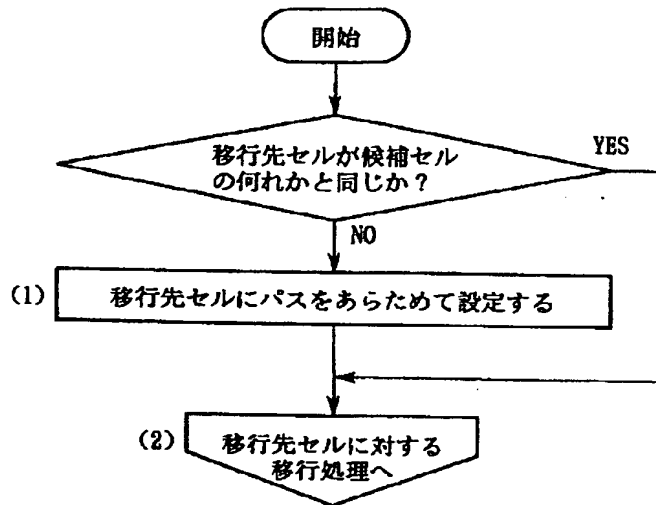 開始
移行先セルが候補セル
の何れかと同じか？
YES
NO
(1) 移行先セルにパスをあらためて設定する
(2) 移行先セルに対する
移行処理へ